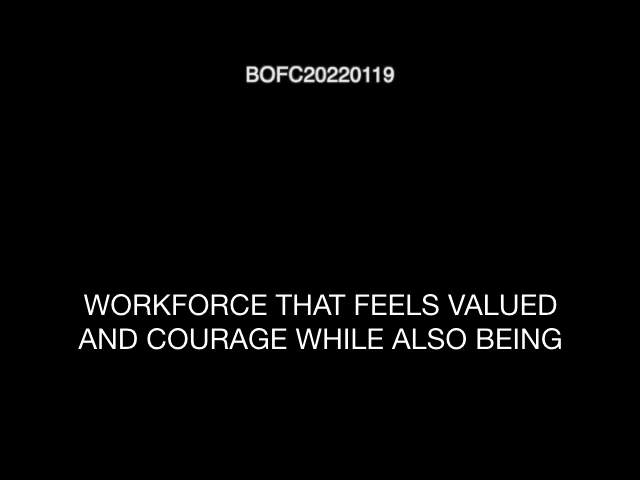 BOFC20220119
WORKFORCE THAT FEELS VALUED
AND COURAGE WHILE ALSO BEING